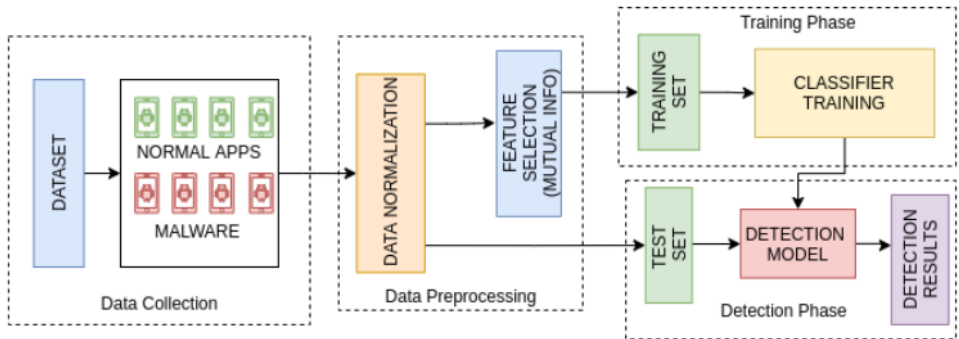 DATASET
NORMAL APPS
MALWARE
Data Collection
DATA NORMALIZATION
FEATURE
SELECTION
(MUTUAL INFO)
Data Preprocessing
Training Phase
TRAINING
SET
CLASSIFIER
TRAINING
TEST
SET
DETECTION
MODEL
DETECTION
RESULTS
Detection Phase